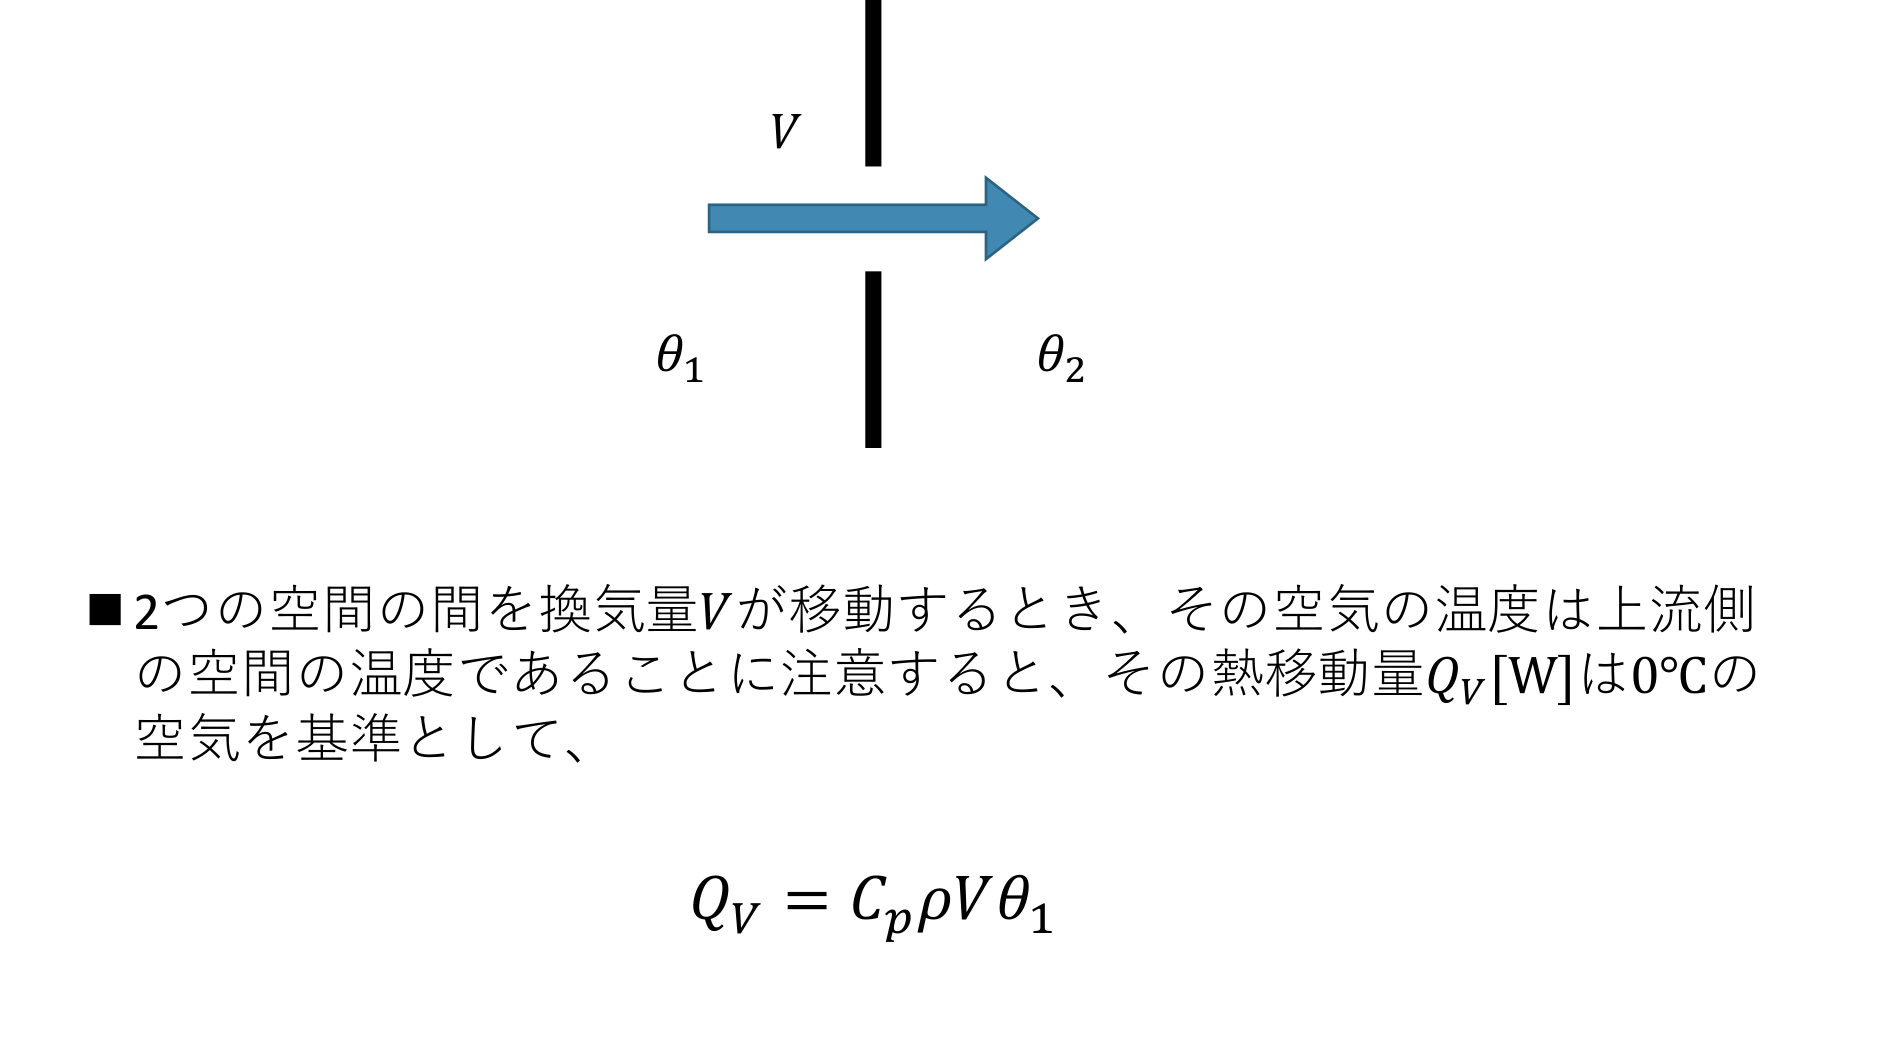 V
θ₁
θ₂
■2つの空間の間を換気量Vが移動するとき、その空気の温度は上流側
の空間の温度であることに注意すると、その熱移動量Q_V[W]は0℃の
空気を基準として、
Q_V = C_pρVθ₁